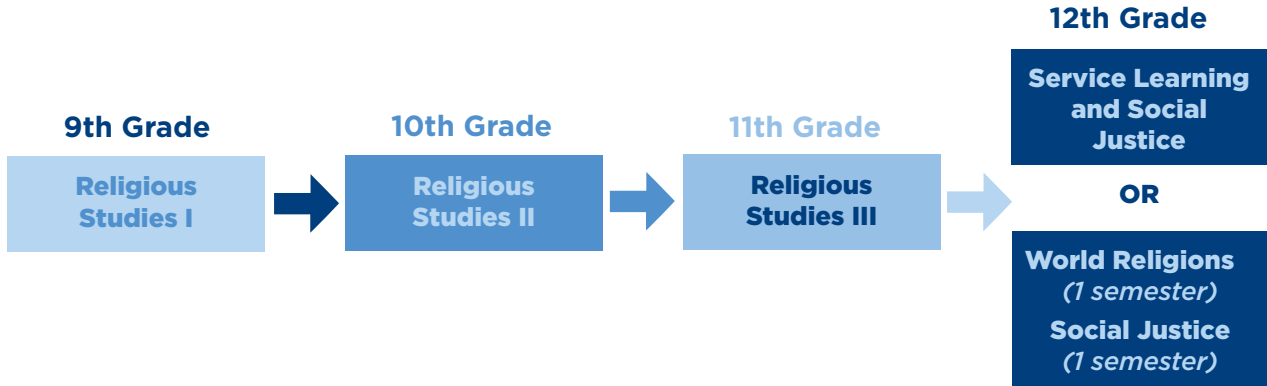 9th Grade
Religious
Studies I
10th Grade
Religious
Studies II
11th Grade
Religious
Studies III
12th Grade
Service Learning
and Social
Justice
OR
World Religions
(1 semester)
Social Justice
(1 semester)